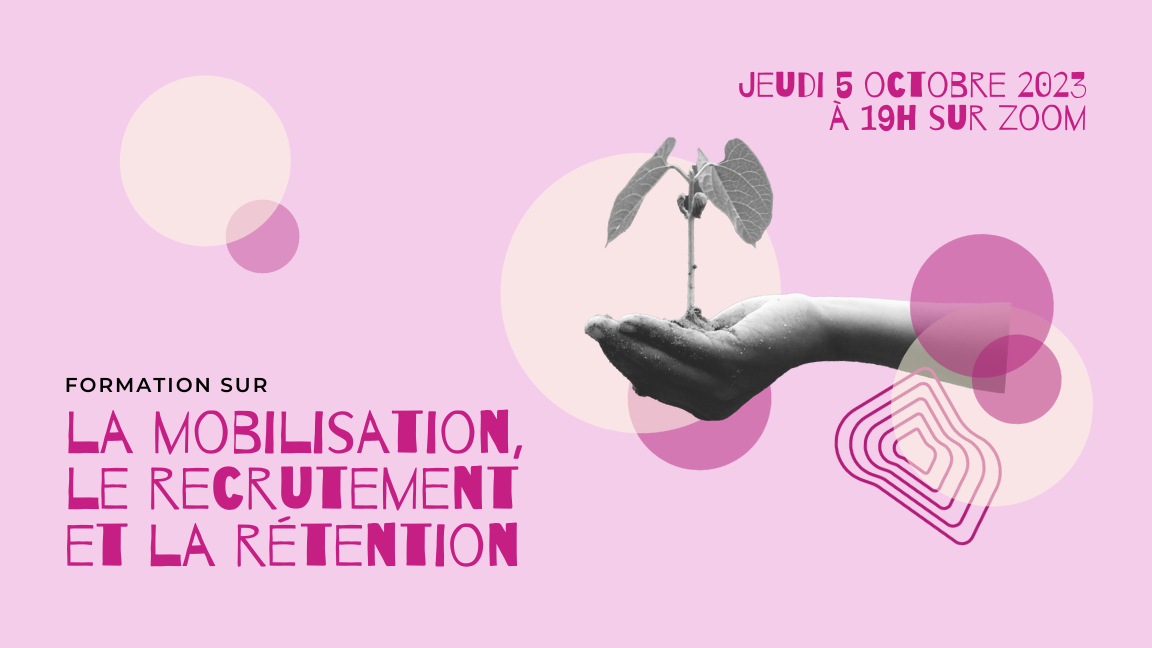 JEUDI 5 OCTOBRE 2023
À 19H SUR ZOOM
FORMATION SUR
LA MOBILISATION,
LE RECRUTEMENT
ET LA RÉTENTION